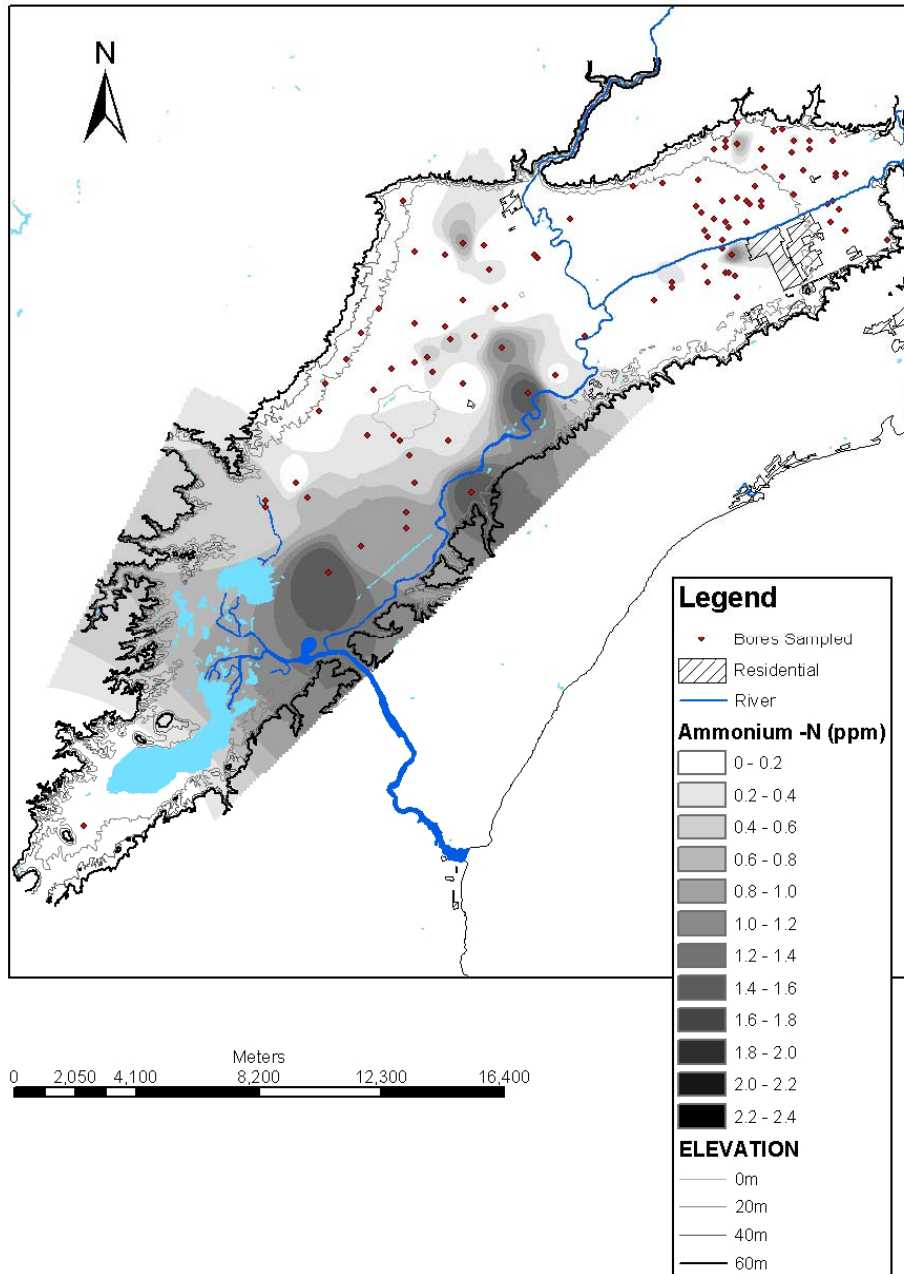 N
Legend
Bores Sampled
Residential
River
Ammonium -N (ppm)
0 - 0.2
0.2 - 0.4
0.4 - 0.6
0.6 - 0.8
0.8 - 1.0
1.0 - 1.2
1.2 - 1.4
1.4 - 1.6
1.6 - 1.8
1.8 - 2.0
2.0 - 2.2
2.2 - 2.4
ELEVATION
0m
20m
40m
60m
Meters
0 2,050 4,100 8,200 12,300 16,400